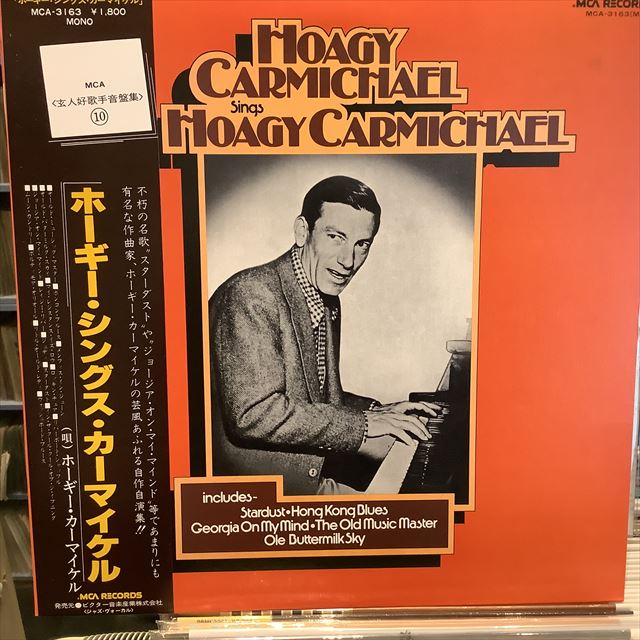 「ホーギー・シングス・カーマイケル」
MCA-3163 ¥1,800
MONO
MCA
〈玄人好歌手音盤集〉
⑩
ホーギー・シングス・カーマイケル
(唄)ホーギー・カーマイケル
不朽の名歌〝スターダスト〟や〝ジョージア・オン・マイ・マインド〟等であまりにも
有名な作曲家、ホーギー・カーマイケルの芸風あふれる自作自演集!!
MCA RECORDS
発売元●ビクター音楽産業株式会社
〈ジャズ・ヴォーカル〉
MCA RECORDS
MCA-3163(M)
HOAGY
CARMICHAEL
Sings
HOAGY CARMICHAEL
includes-
Stardust•Hong Kong Blues
Georgia On My Mind•The Old Music Master
Ole Buttermilk Sky